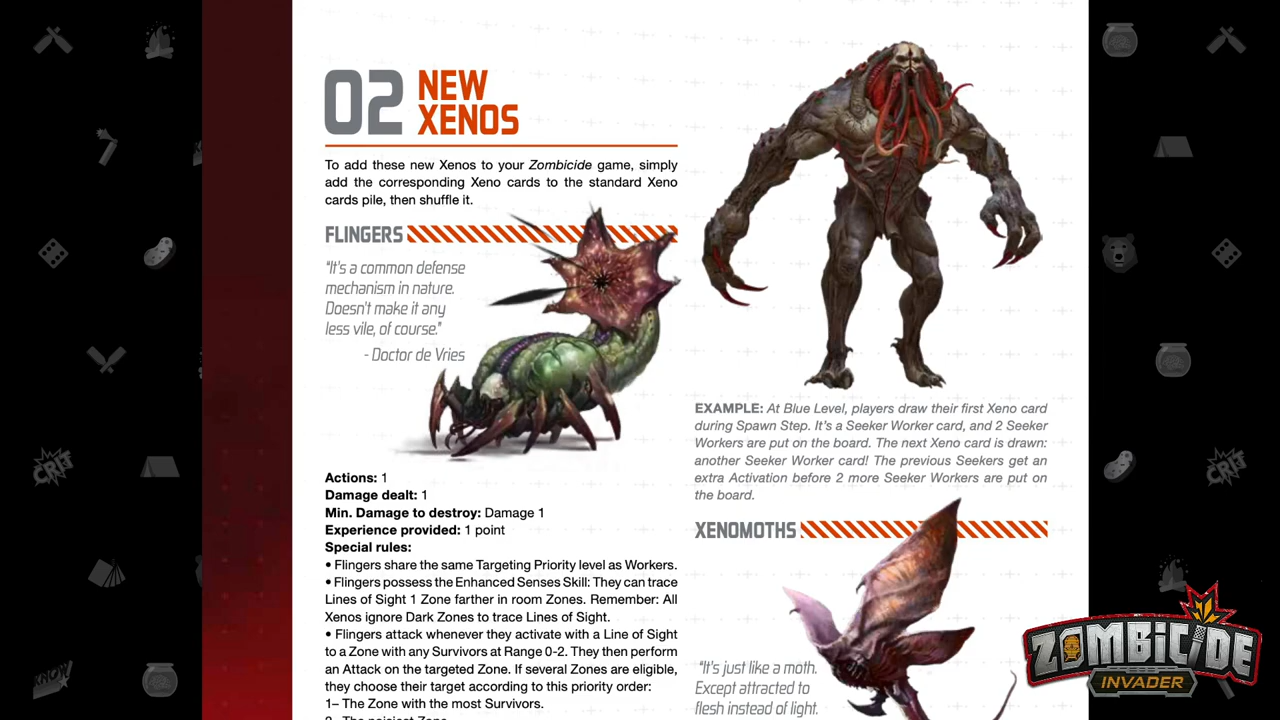 02 NEW
XENOS
To add these new Xenos to your Zombicide game, simply
add the corresponding Xeno cards to the standard Xeno
cards pile, then shuffle it.
FLINGERS
“It’s a common defense
mechanism in nature.
Doesn't make it any
less vile, of course.”
- Doctor de Vries
Actions: 1
Damage dealt: 1
Min. Damage to destroy: Damage 1
Experience provided: 1 point
Special rules:
• Flingers share the same Targeting Priority level as Workers.
• Flingers possess the Enhanced Senses Skill: They can trace
Lines of Sight 1 Zone farther in room Zones. Remember: All
Xenos ignore Dark Zones to trace Lines of Sight.
• Flingers attack whenever they activate with a Line of Sight
to a Zone with any Survivors at Range 0-2. They then perform
an Attack on the targeted Zone. If several Zones are eligible,
they choose their target according to this priority order:
1– The Zone with the most Survivors.
2– The noisiest Zone.
EXAMPLE: At Blue Level, players draw their first Xeno card
during Spawn Step. It’s a Seeker Worker card, and 2 Seeker
Workers are put on the board. The next Xeno card is drawn:
another Seeker Worker card! The previous Seekers get an
extra Activation before 2 more Seeker Workers are put on
the board.
XENOMOTHS
“It’s just like a moth.
Except attracted to
flesh instead of light.
CRIT
KNOW
CRIT
ZOMBICIDE
INVADER